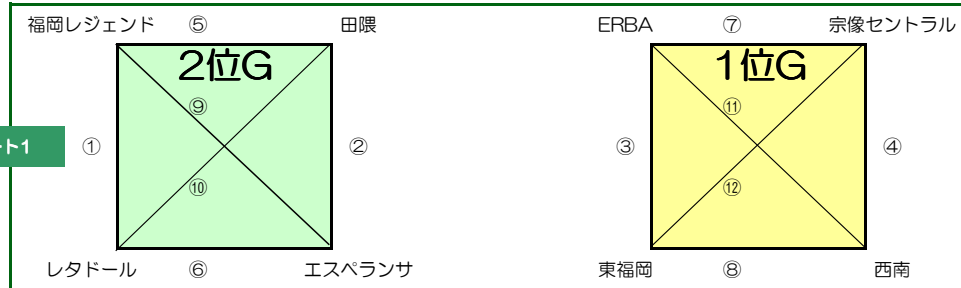 福岡レジェンド ⑤ 田隈 ERBA ⑦ 宗像セントラル
2位G 1位G
⑨ ⑪
ト1 ① ② ③ ④
⑩ ⑫
レタドール ⑥ エスペランサ 東福岡 ⑧ 西南